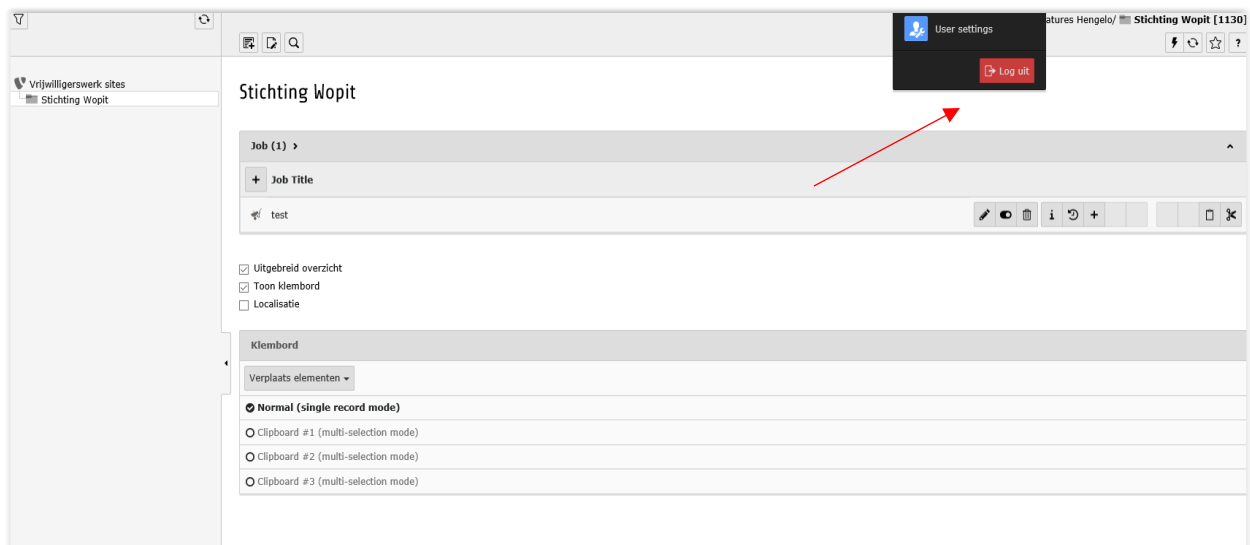 atures Hengelo/ Stichting Wopit [1130]
User settings
Log uit
Vrijwilligerswerk sites
Stichting Wopit
Stichting Wopit
Job (1)
Job Title
test
Uitgebreid overzicht
Toon klembord
Localisatie
Klembord
Verplaats elementen
Normal (single record mode)
Clipboard #1 (multi-selection mode)
Clipboard #2 (multi-selection mode)
Clipboard #3 (multi-selection mode)